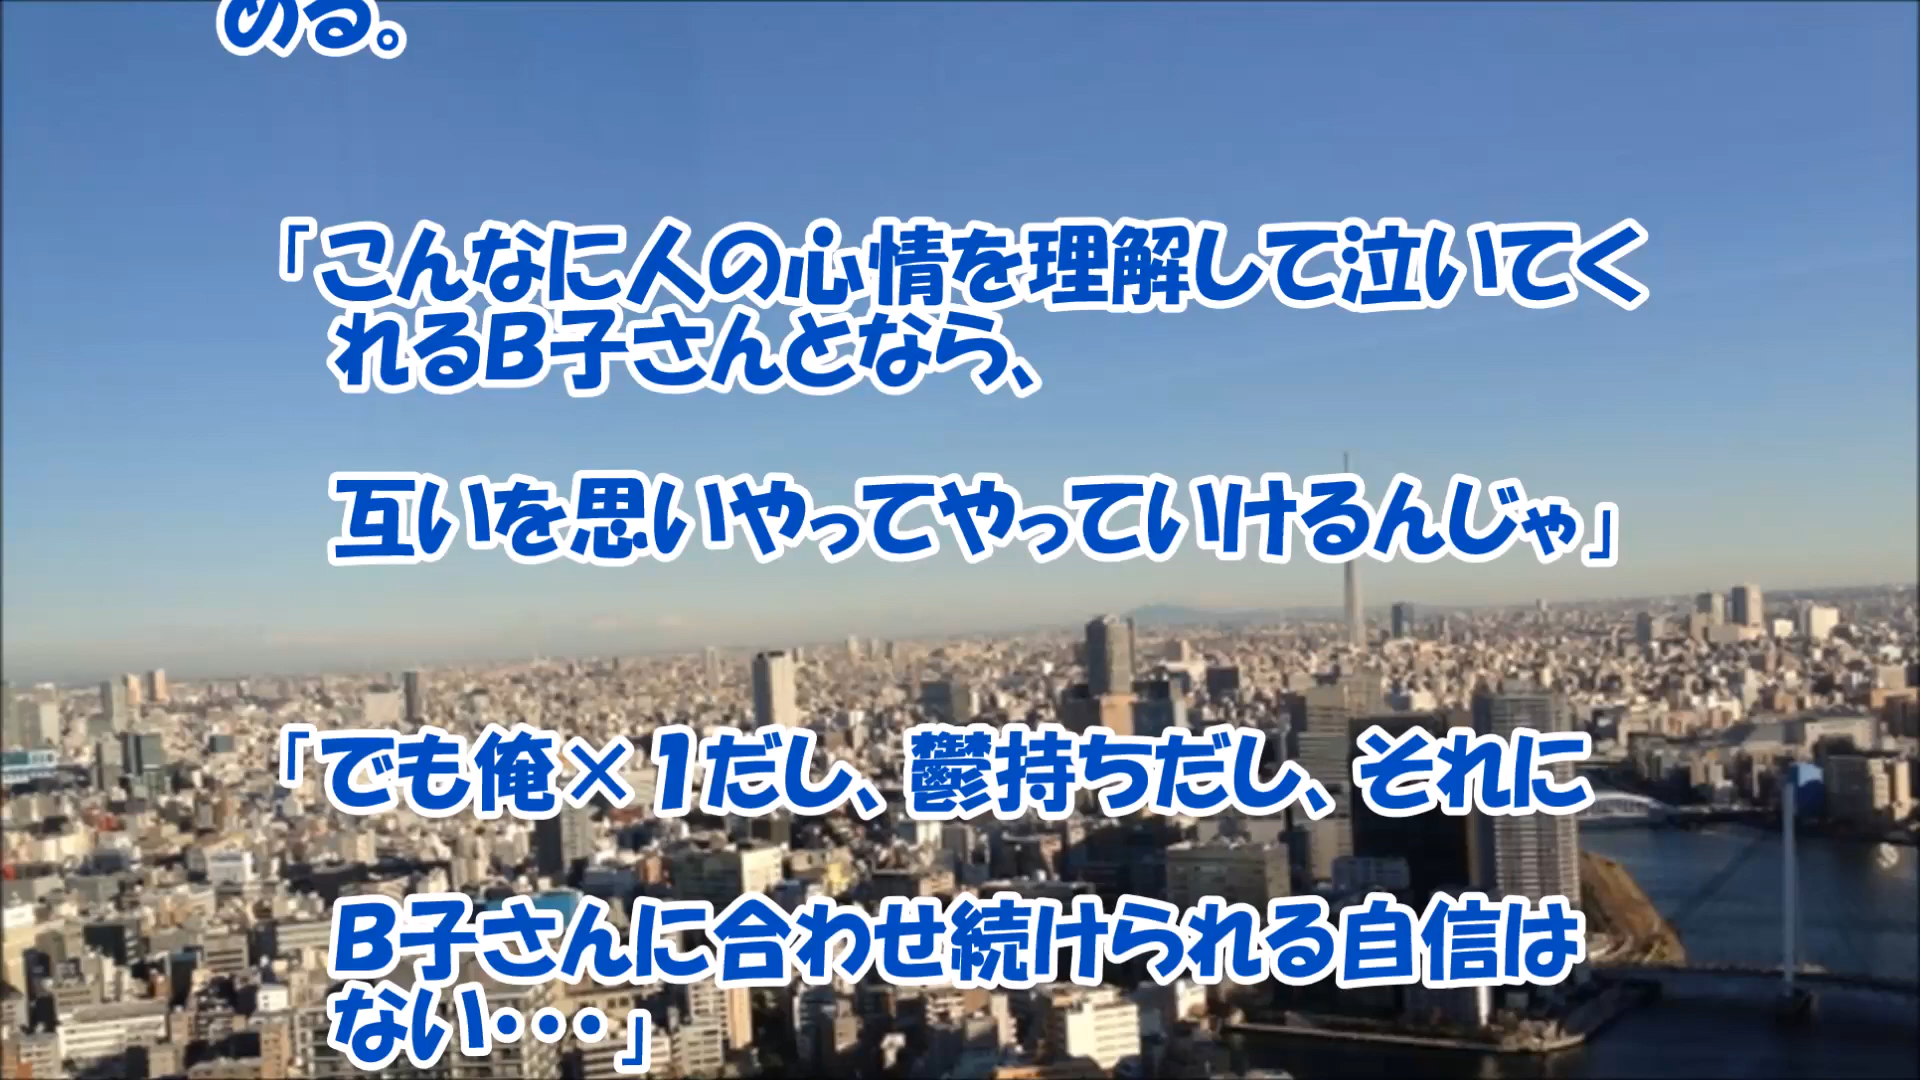 める。
「こんなに人の心情を理解して泣いてく
れるB子さんとなら、
互いを思いやってやっていけるんじゃ」
「でも俺×1だし、鬱持ちだし、それに
B子さんに合わせ続けられる自信は
ない・・・」